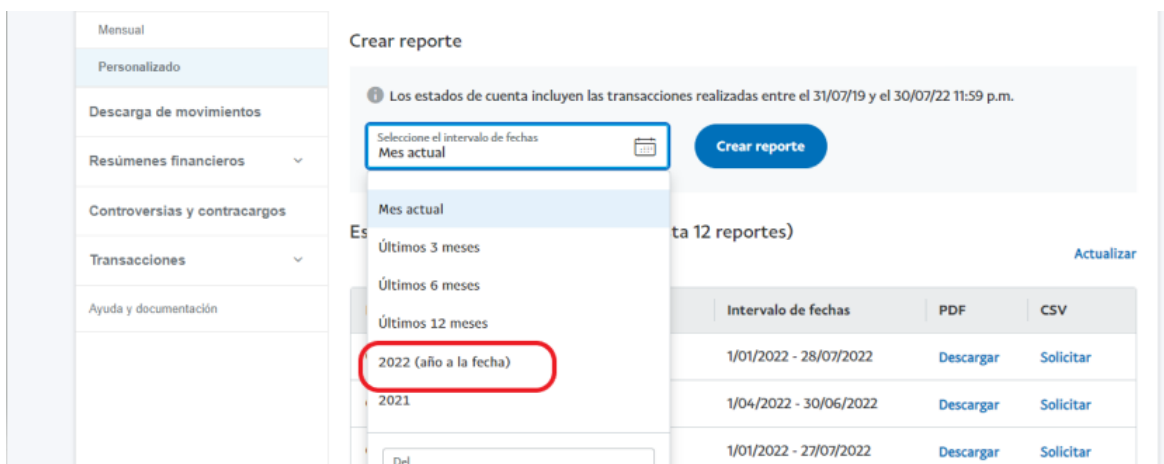 Mensual
Personalizado
Descarga de movimientos
Resúmenes financieros
Controversias y contracargos
Transacciones
Ayuda y documentación
Crear reporte
Los estados de cuenta incluyen las transacciones realizadas entre el 31/07/19 y el 30/07/22 11:59 p.m.
Seleccione el intervalo de fechas
Mes actual
Crear reporte
Mes actual
Últimos 3 meses
Últimos 6 meses
Últimos 12 meses
2022 (año a la fecha)
2021
Del
12 reportes)
Actualizar
Intervalo de fechas PDF CSV
1/01/2022 - 28/07/2022 Descargar Solicitar
1/04/2022 - 30/06/2022 Descargar Solicitar
1/01/2022 - 27/07/2022 Descargar Solicitar